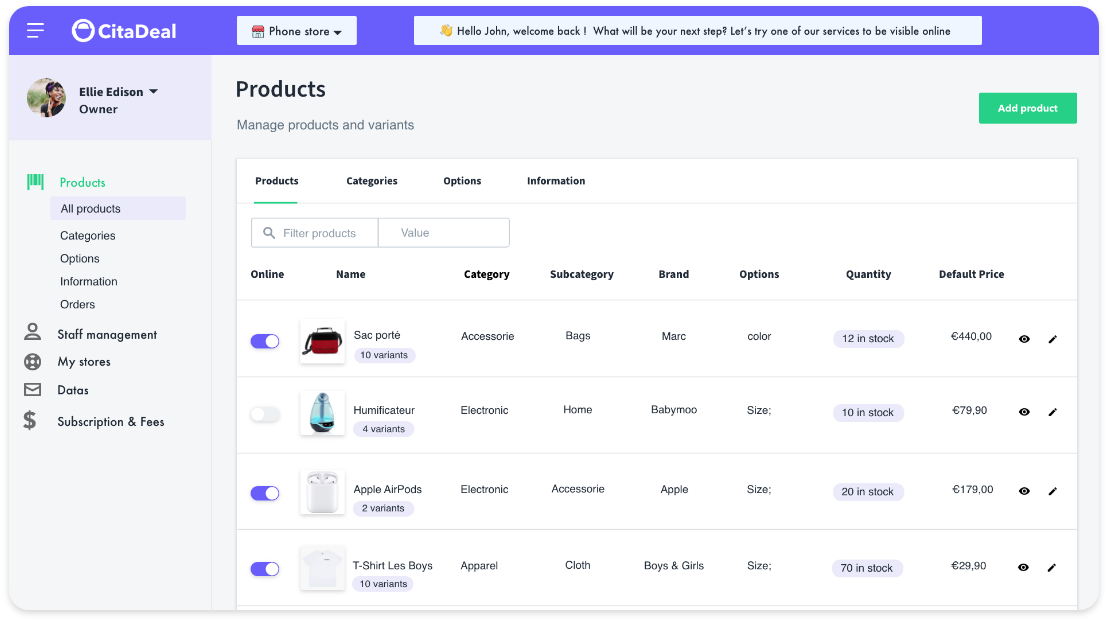 CitaDeal
Phone store
Hello John, welcome back ! What will be your next step? Let's try one of our services to be visible online
Ellie Edison
Owner
Products
All products
Categories
Options
Information
Orders
Staff management
My stores
Datas
Subscription & Fees
Products
Manage products and variants
Add product
Products Categories Options Information
Filter products Value
Online Name Category Subcategory Brand Options Quantity Default Price
Sac porté Accessorie Bags Marc color 12 in stock €440,00
10 variants
Humificateur Electronic Home Babymoo Size; 10 in stock €79,90
4 variants
Apple AirPods Electronic Accessorie Apple Size; 20 in stock €179,00
2 variants
T-Shirt Les Boys Apparel Cloth Boys & Girls Size; 70 in stock €29,90
10 variants